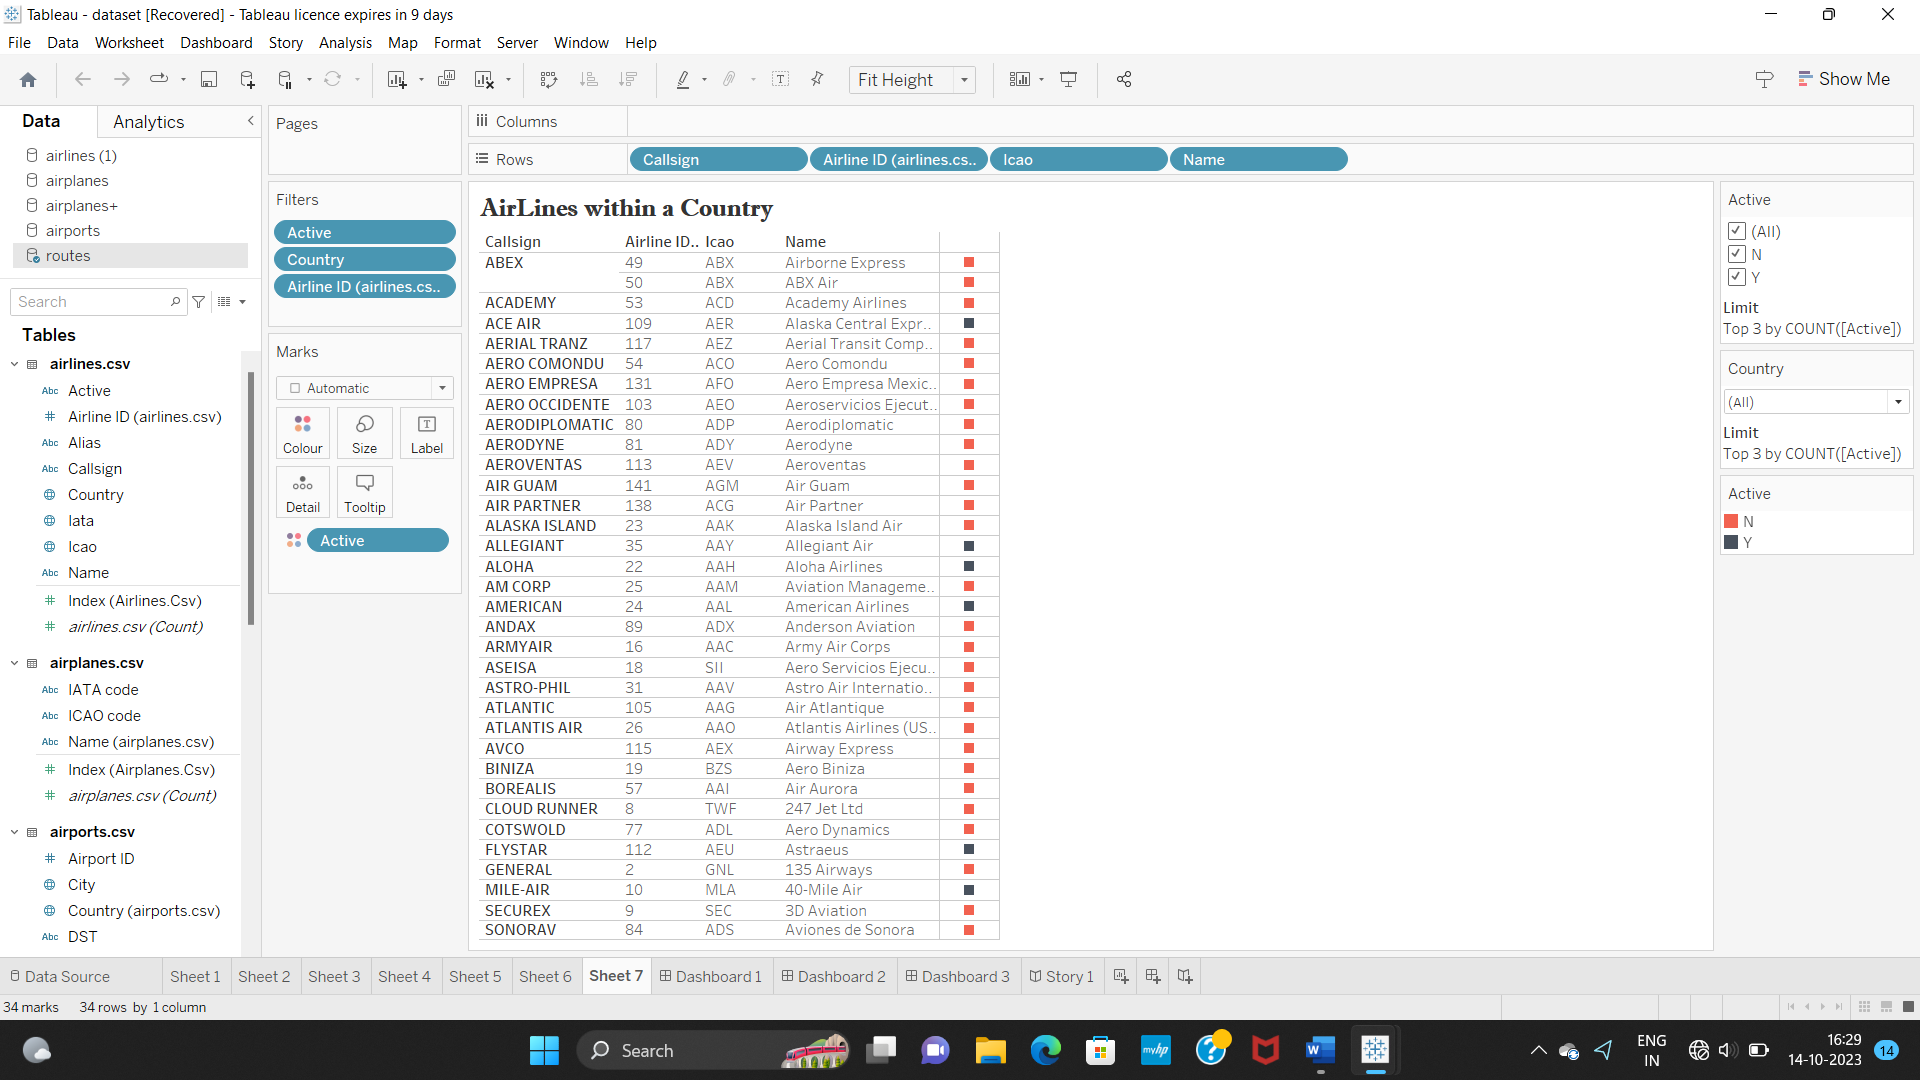 Tableau - dataset [Recovered] - Tableau licence expires in 9 days
File Data Worksheet Dashboard Story Analysis Map Format Server Window Help
Fit Height
Show Me
Data Analytics
airlines (1)
airplanes
airplanes+
airports
routes
Search
Tables
airlines.csv
Abc Active
# Airline ID (airlines.csv)
Abc Alias
Abc Callsign
Country
Iata
Icao
Abc Name
# Index (Airlines.Csv)
# airlines.csv (Count)
airplanes.csv
Abc IATA code
Abc ICAO code
Abc Name (airplanes.csv)
# Index (Airplanes.Csv)
# airplanes.csv (Count)
airports.csv
# Airport ID
City
Country (airports.csv)
Abc DST
Pages
Filters
Active
Country
Airline ID (airlines.cs..
Marks
Automatic
Colour Size Label
Detail Tooltip
Active
Columns
Rows Callsign Airline ID (airlines.cs.. Icao Name
AirLines within a Country
Callsign Airline ID.. Icao Name
ABEX 49 ABX Airborne Express
50 ABX ABX Air
ACADEMY 53 ACD Academy Airlines
ACE AIR 109 AER Alaska Central Expr..
AERIAL TRANZ 117 AEZ Aerial Transit Comp..
AERO COMONDU 54 ACO Aero Comondu
AERO EMPRESA 131 AFO Aero Empresa Mexic..
AERO OCCIDENTE 103 AEO Aeroservicios Ejecut..
AERODIPLOMATIC 80 ADP Aerodiplomatic
AERODYNE 81 ADY Aerodyne
AEROVENTAS 113 AEV Aeroventas
AIR GUAM 141 AGM Air Guam
AIR PARTNER 138 ACG Air Partner
ALASKA ISLAND 23 AAK Alaska Island Air
ALLEGIANT 35 AAY Allegiant Air
ALOHA 22 AAH Aloha Airlines
AM CORP 25 AAM Aviation Manageme..
AMERICAN 24 AAL American Airlines
ANDAX 89 ADX Anderson Aviation
ARMYAIR 16 AAC Army Air Corps
ASEISA 18 SII Aero Servicios Ejecu..
ASTRO-PHIL 31 AAV Astro Air Internatio..
ATLANTIC 105 AAG Air Atlantique
ATLANTIS AIR 26 AAO Atlantis Airlines (US..
AVCO 115 AEX Airway Express
BINIZA 19 BZS Aero Biniza
BOREALIS 57 AAI Air Aurora
CLOUD RUNNER 8 TWF 247 Jet Ltd
COTSWOLD 77 ADL Aero Dynamics
FLYSTAR 112 AEU Astraeus
GENERAL 2 GNL 135 Airways
MILE-AIR 10 MLA 40-Mile Air
SECUREX 9 SEC 3D Aviation
SONORAV 84 ADS Aviones de Sonora
Active
(All)
N
Y
Limit
Top 3 by COUNT([Active])
Country
(All)
Limit
Top 3 by COUNT([Active])
Active
N
Y
Data Source Sheet 1 Sheet 2 Sheet 3 Sheet 4 Sheet 5 Sheet 6 Sheet 7 Dashboard 1 Dashboard 2 Dashboard 3 Story 1
34 marks 34 rows by 1 column
Search
myhp
W
ENG
IN
16:29
14-10-2023
14